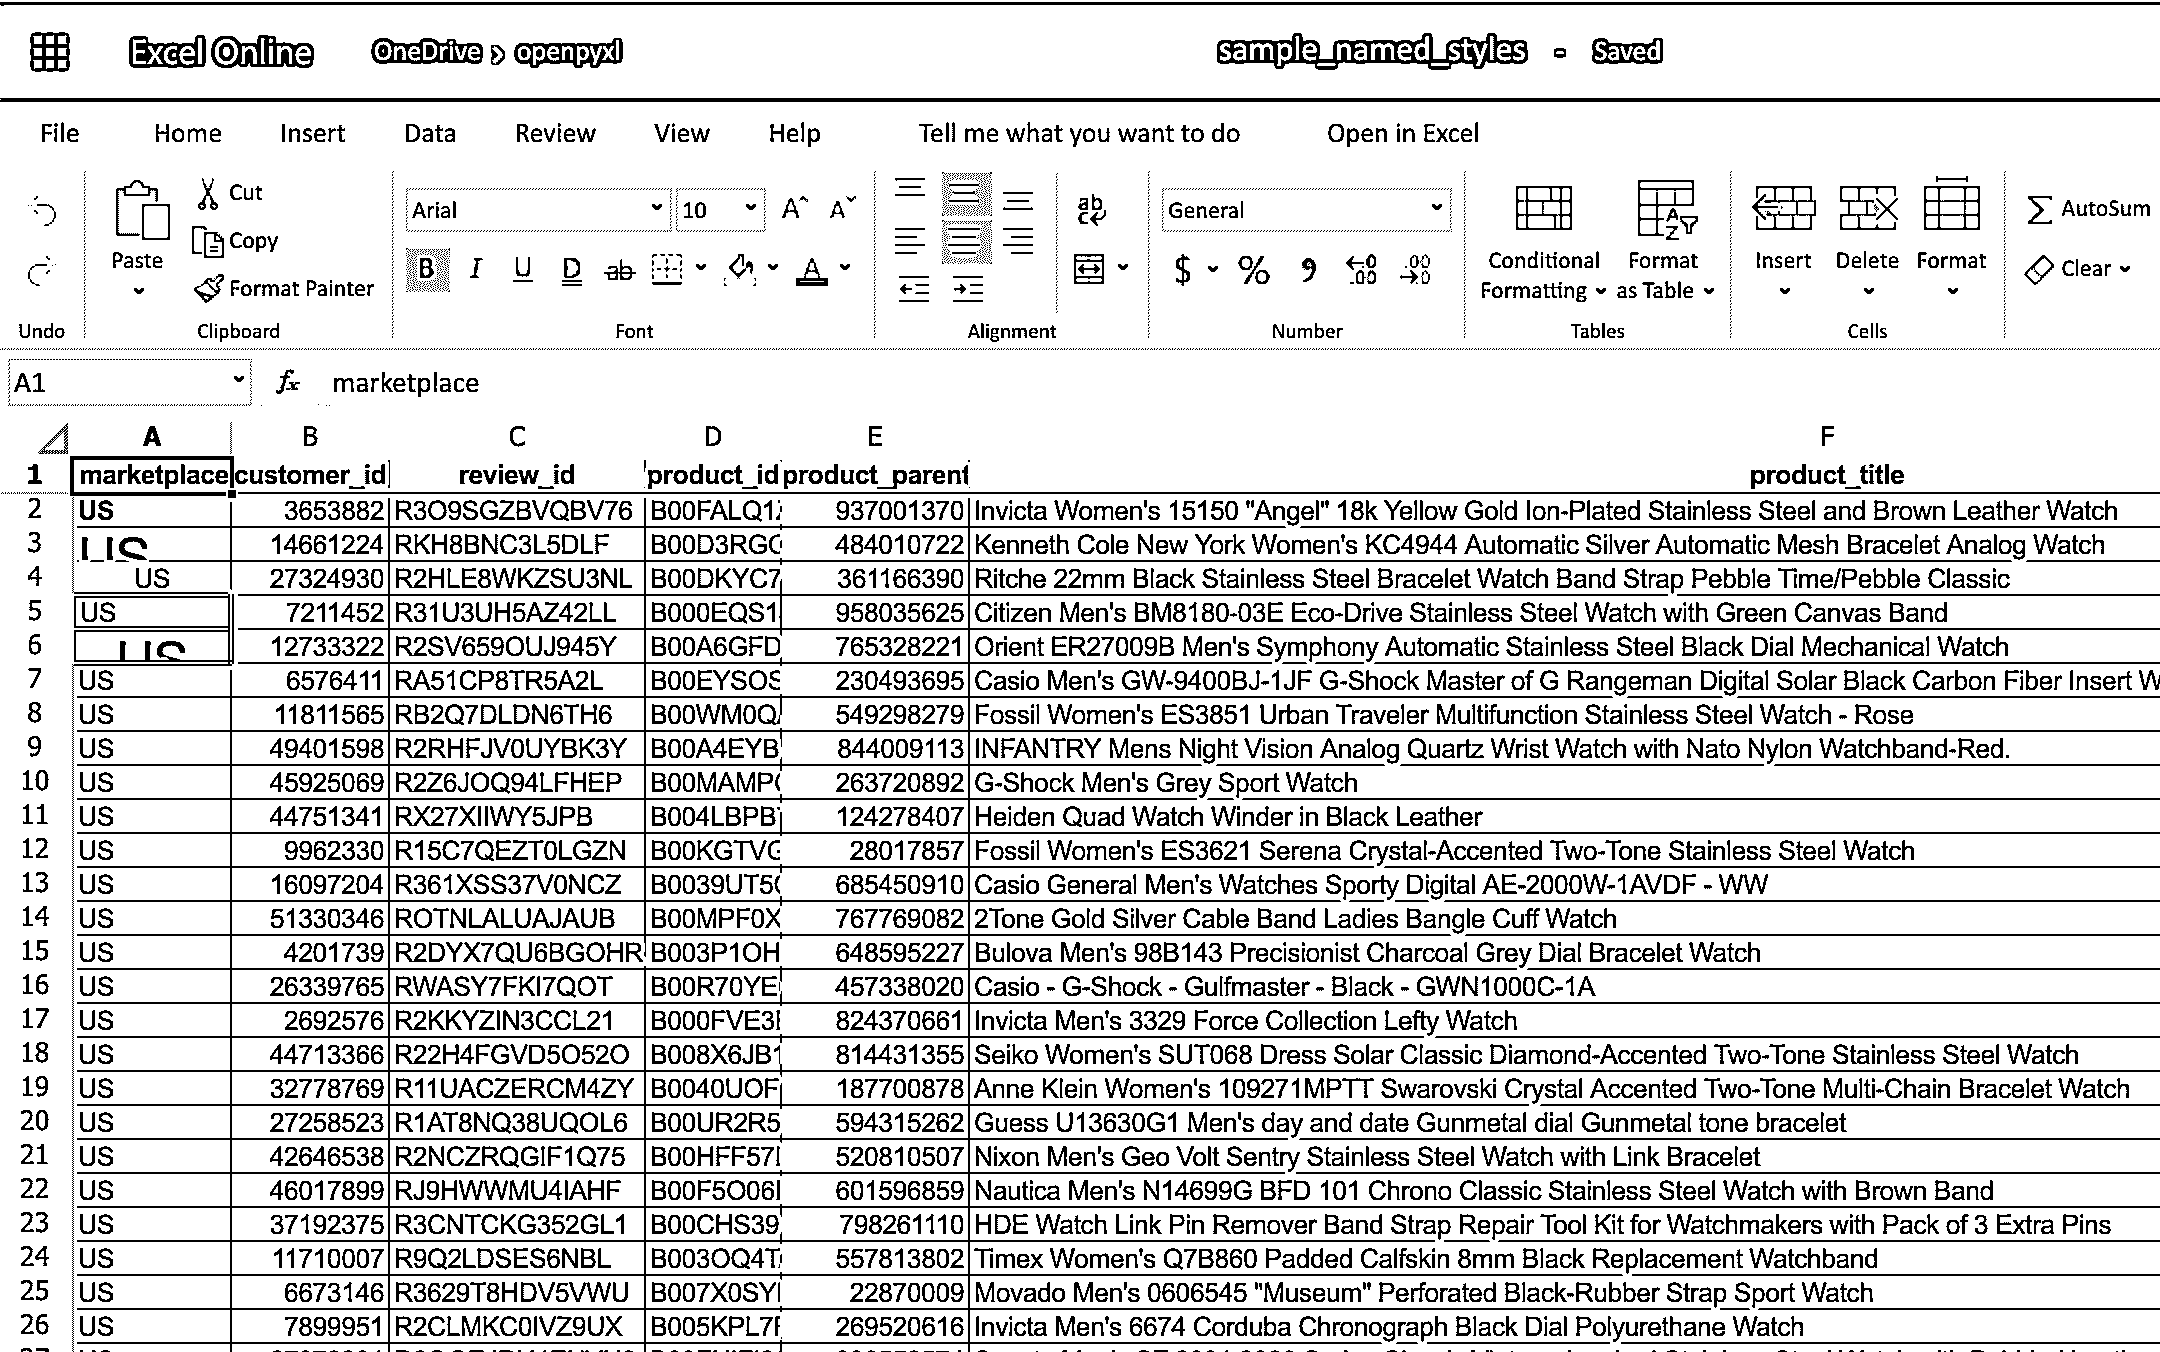 Excel Online OneDrive › openpyxl sample_named_styles - Saved
File Home Insert Data Review View Help Tell me what you want to do Open in Excel
Cut
Arial 10 A^ Aˇ ab General AutoSum
Copy
Paste B I U D ab A $ % 9 Conditional Format Insert Delete Format Clear
Format Painter Formatting as Table
Undo Clipboard Font Alignment Number Tables Cells
A1 fx marketplace
A B C D E F
1 marketplace customer_id review_id product_id product_parent product_title
2 US 3653882 R3O9SGZBVQBV76 B00FALQ1 937001370 Invicta Women's 15150 "Angel" 18k Yellow Gold Ion-Plated Stainless Steel and Brown Leather Watch
3 US 14661224 RKH8BNC3L5DLF B00D3RG 484010722 Kenneth Cole New York Women's KC4944 Automatic Silver Automatic Mesh Bracelet Analog Watch
4 US 27324930 R2HLE8WKZSU3NL B00DKYC7 361166390 Ritche 22mm Black Stainless Steel Bracelet Watch Band Strap Pebble Time/Pebble Classic
5 US 7211452 R31U3UH5AZ42LL B000EQS1 958035625 Citizen Men's BM8180-03E Eco-Drive Stainless Steel Watch with Green Canvas Band
6 US 12733322 R2SV659OUJ945Y B00A6GFD 765328221 Orient ER27009B Men's Symphony Automatic Stainless Steel Black Dial Mechanical Watch
7 US 6576411 RA51CP8TR5A2L B00EYSOS 230493695 Casio Men's GW-9400BJ-1JF G-Shock Master of G Rangeman Digital Solar Black Carbon Fiber Insert W
8 US 11811565 RB2Q7DLDN6TH6 B00WM0Q 549298279 Fossil Women's ES3851 Urban Traveler Multifunction Stainless Steel Watch - Rose
9 US 49401598 R2RHFJV0UYBK3Y B00A4EYB 844009113 INFANTRY Mens Night Vision Analog Quartz Wrist Watch with Nato Nylon Watchband-Red.
10 US 45925069 R2Z6JOQ94LFHEP B00MAMP 263720892 G-Shock Men's Grey Sport Watch
11 US 44751341 RX27XIIWY5JPB B004LBPB 124278407 Heiden Quad Watch Winder in Black Leather
12 US 9962330 R15C7QEZT0LGZN B00KGTV 28017857 Fossil Women's ES3621 Serena Crystal-Accented Two-Tone Stainless Steel Watch
13 US 16097204 R361XSS37V0NCZ B0039UT5 685450910 Casio General Men's Watches Sporty Digital AE-2000W-1AVDF - WW
14 US 51330346 ROTNLALUAJAUB B00MPF0X 767769082 2Tone Gold Silver Cable Band Ladies Bangle Cuff Watch
15 US 4201739 R2DYX7QU6BGOHR B003P1OH 648595227 Bulova Men's 98B143 Precisionist Charcoal Grey Dial Bracelet Watch
16 US 26339765 RWASY7FKI7QOT B00R70YE 457338020 Casio - G-Shock - Gulfmaster - Black - GWN1000C-1A
17 US 2692576 R2KKYZIN3CCL21 B000FVE3 824370661 Invicta Men's 3329 Force Collection Lefty Watch
18 US 44713366 R22H4FGVD5O52O B008X6JB1 814431355 Seiko Women's SUT068 Dress Solar Classic Diamond-Accented Two-Tone Stainless Steel Watch
19 US 32778769 R11UACZERCM4ZY B0040UOF 187700878 Anne Klein Women's 109271MPTT Swarovski Crystal Accented Two-Tone Multi-Chain Bracelet Watch
20 US 27258523 R1AT8NQ38UQOL6 B00UR2R5 594315262 Guess U13630G1 Men's day and date Gunmetal dial Gunmetal tone bracelet
21 US 42646538 R2NCZRQGIF1Q75 B00HFF57 520810507 Nixon Men's Geo Volt Sentry Stainless Steel Watch with Link Bracelet
22 US 46017899 RJ9HWWMU4IAHF B00F5O06 601596859 Nautica Men's N14699G BFD 101 Chrono Classic Stainless Steel Watch with Brown Band
23 US 37192375 R3CNTCKG352GL1 B00CHS39 798261110 HDE Watch Link Pin Remover Band Strap Repair Tool Kit for Watchmakers with Pack of 3 Extra Pins
24 US 11710007 R9Q2LDSES6NBL B003OQ4T 557813802 Timex Women's Q7B860 Padded Calfskin 8mm Black Replacement Watchband
25 US 6673146 R3629T8HDV5VWU B007X0SY 22870009 Movado Men's 0606545 "Museum" Perforated Black-Rubber Strap Sport Watch
26 US 7899951 R2CLMKC0IVZ9UX B005KPL7 269520616 Invicta Men's 6674 Corduba Chronograph Black Dial Polyurethane Watch